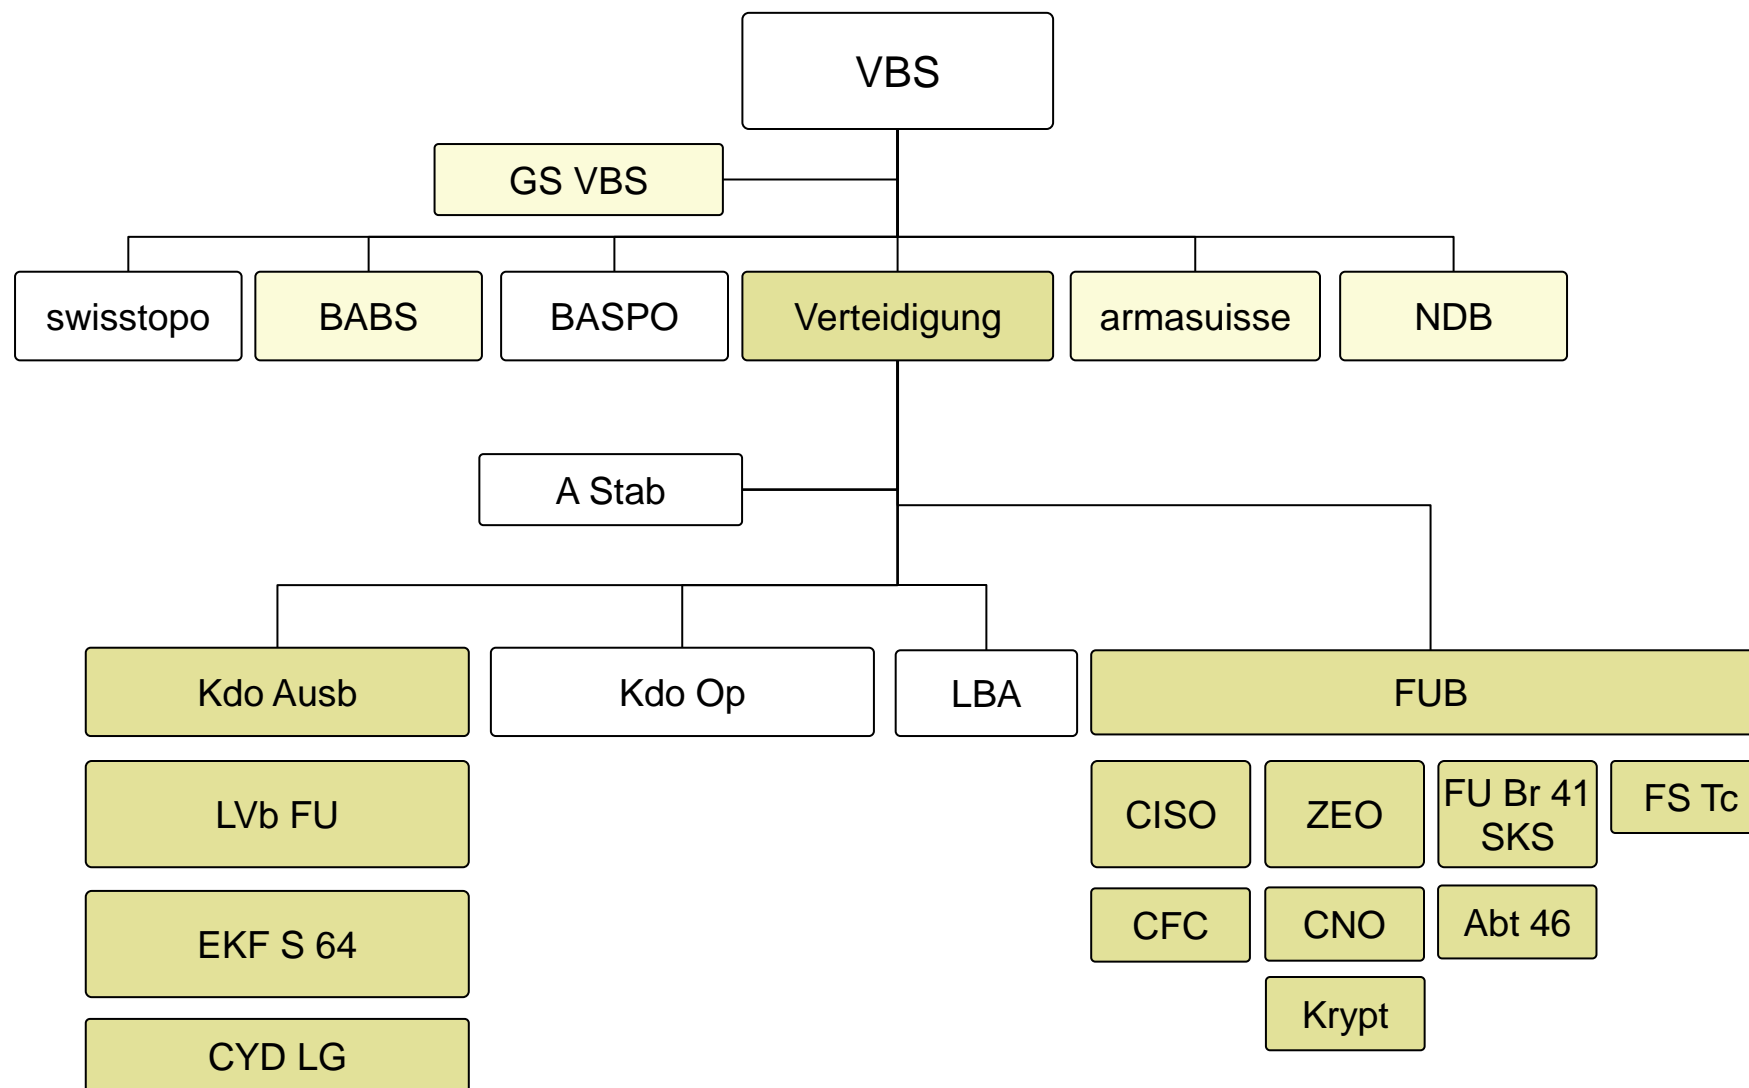 VBS
GS VBS
swisstopo
BABS
BASPO
Verteidigung
armasuisse
NDB
A Stab
Kdo Ausb
Kdo Op
LBA
FUB
LVb FU
CISO
ZEO
FU Br 41
SKS
FS Tc
EKF S 64
CFC
CNO
Abt 46
Krypt
CYD LG